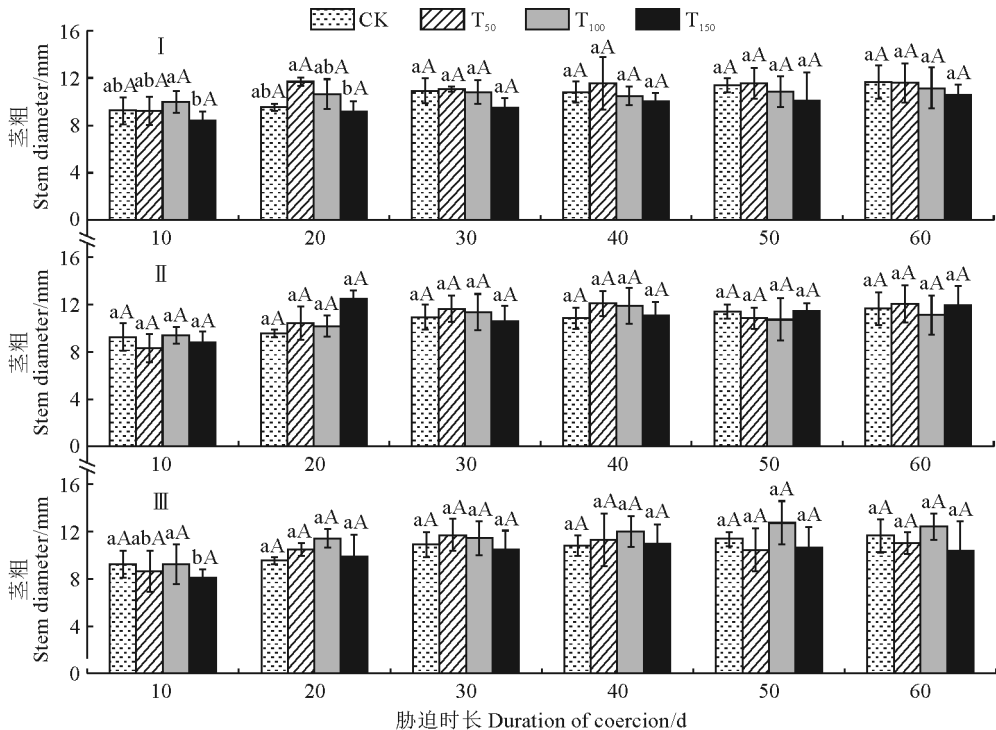 CK T50 T100 T150
茎粗
Stem diameter/mm
16
12
8
4
0
Ⅰ
abA abA aA bA
abA aA abA bA
aA aA aA aA
aA aA aA aA
aA aA aA aA
aA aA aA aA
10 20 30 40 50 60
茎粗
Stem diameter/mm
16
12
8
4
0
Ⅱ
aA aA aA aA
aA aA aA aA
aA aA aA aA
aA aA aA aA
aA aA aA aA
aA aA aA aA
10 20 30 40 50 60
茎粗
Stem diameter/mm
16
12
8
4
0
Ⅲ
aA abA aA bA
aA aA aA aA
aA aA aA aA
aA aA aA aA
aA aA aA aA
aA aA aA aA
10 20 30 40 50 60
胁迫时长 Duration of coercion/d